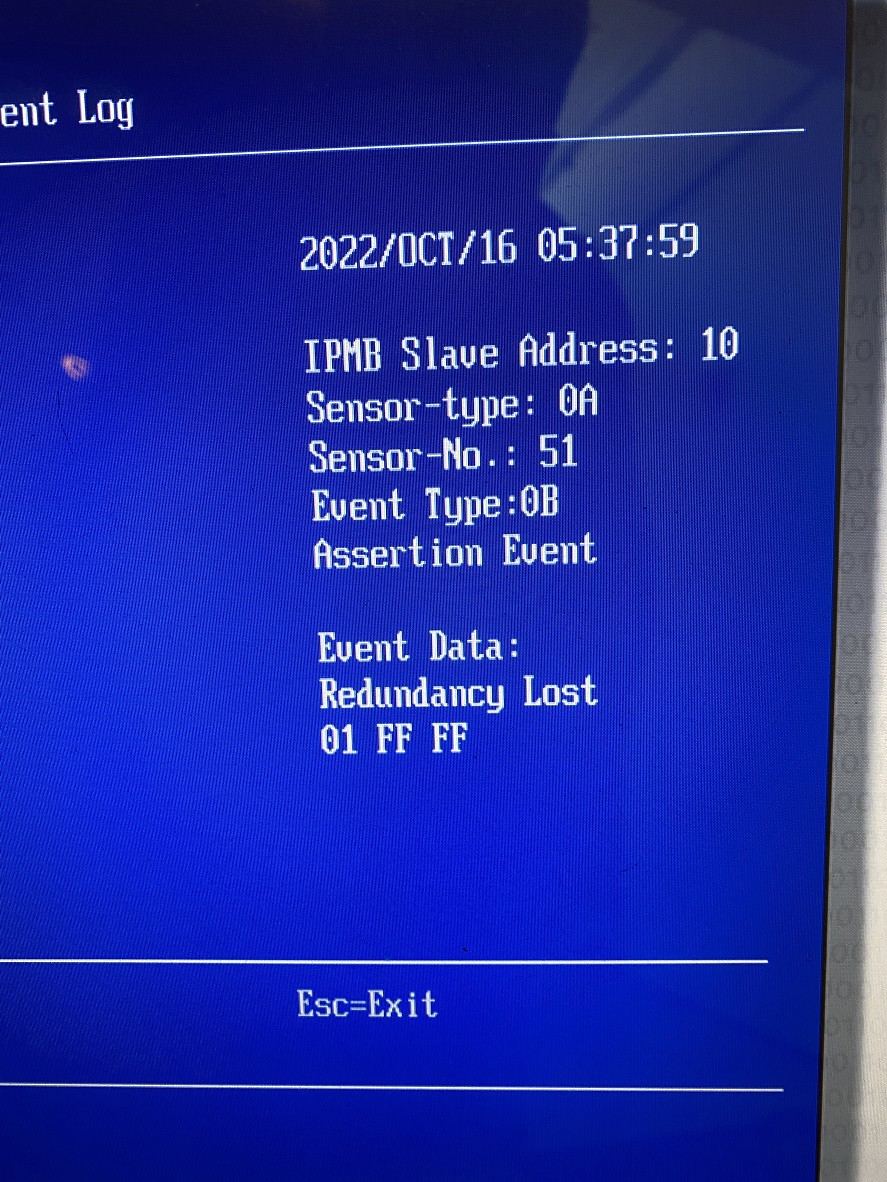 ent Log
2022/OCT/16 05:37:59
IPMB Slave Address: 10
Sensor-type: 0A
Sensor-No.: 51
Event Type:0B
Assertion Event
Event Data:
Redundancy Lost
01 FF FF
Esc=Exit